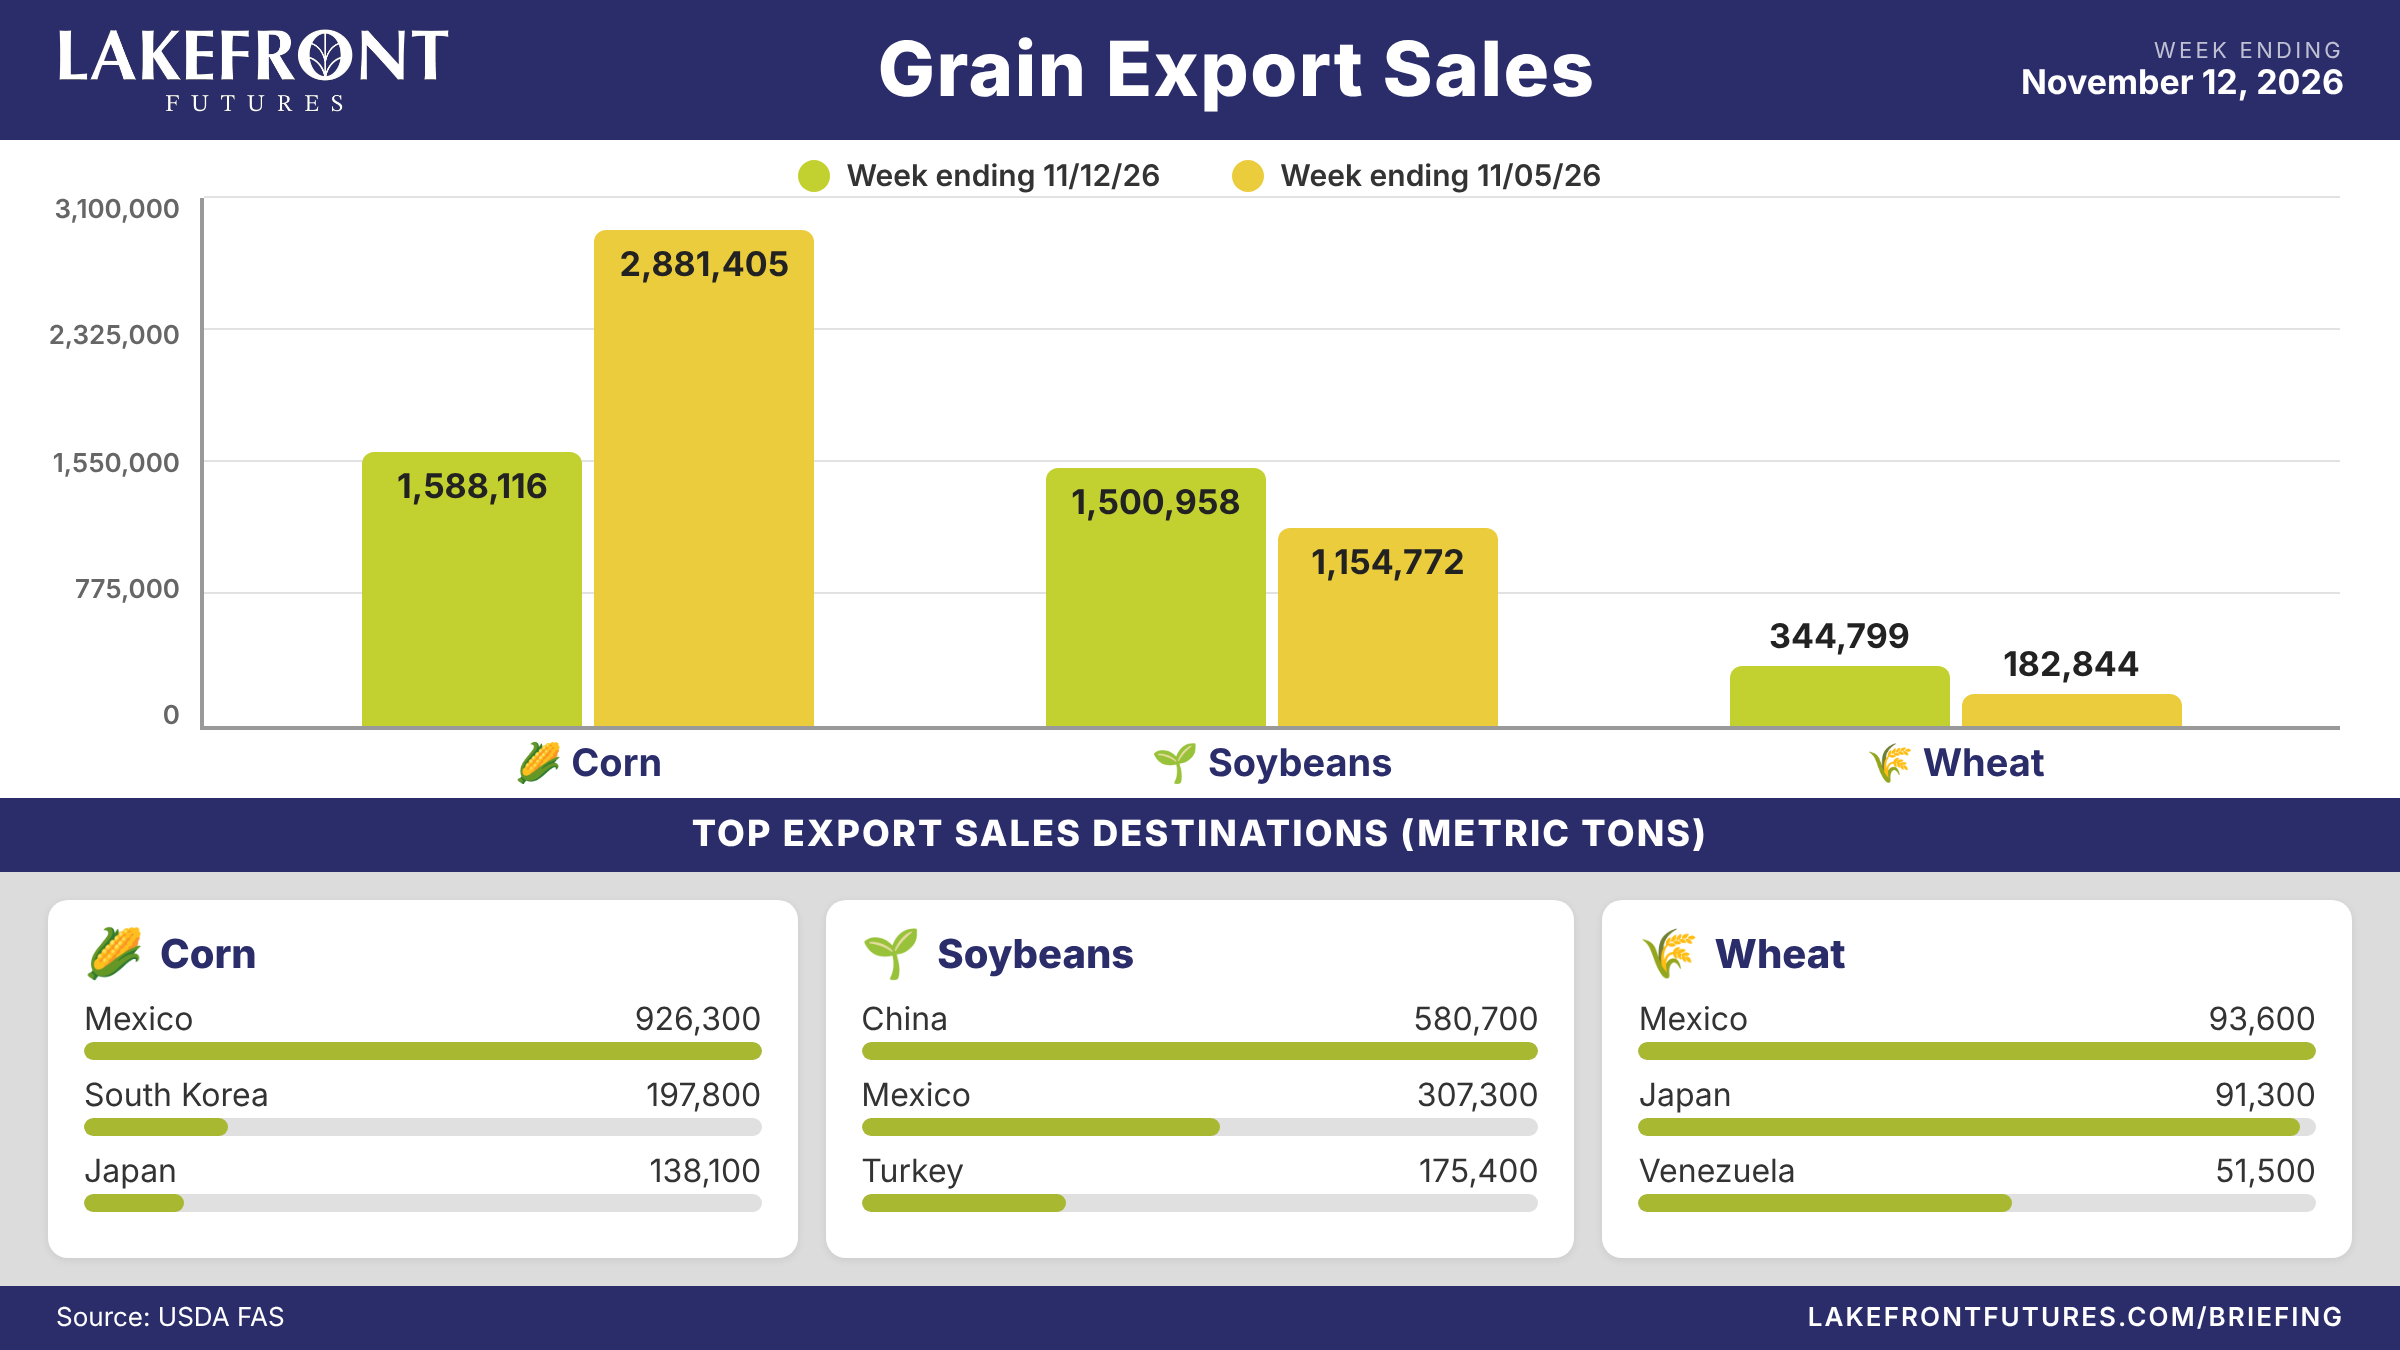 LAKEFRONT
FUTURES
Grain Export Sales
WEEK ENDING
November 12, 2026
Week ending 11/12/26
Week ending 11/05/26
3,100,000
2,325,000
1,550,000
775,000
0
1,588,116
2,881,405
1,500,958
1,154,772
344,799
182,844
Corn
Soybeans
Wheat
TOP EXPORT SALES DESTINATIONS (METRIC TONS)
Corn
Mexico 926,300
South Korea 197,800
Japan 138,100
Soybeans
China 580,700
Mexico 307,300
Turkey 175,400
Wheat
Mexico 93,600
Japan 91,300
Venezuela 51,500
Source: USDA FAS
LAKEFRONTFUTURES.COM/BRIEFING